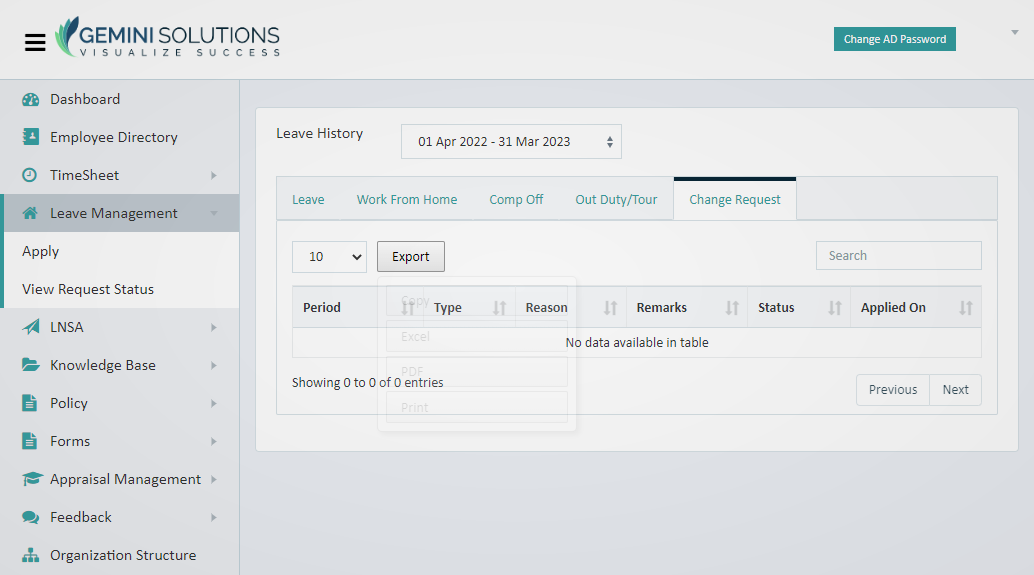 GEMINI SOLUTIONS
VISUALIZE SUCCESS
Change AD Password
Dashboard
Employee Directory
TimeSheet
Leave Management
Apply
View Request Status
LNSA
Knowledge Base
Policy
Forms
Appraisal Management
Feedback
Organization Structure
Leave History
01 Apr 2022 - 31 Mar 2023
Leave Work From Home Comp Off Out Duty/Tour Change Request
10 Export Search
Period Type Reason Remarks Status Applied On
No data available in table
Showing 0 to 0 of 0 entries
Previous Next
Copy
Excel
PDF
Print